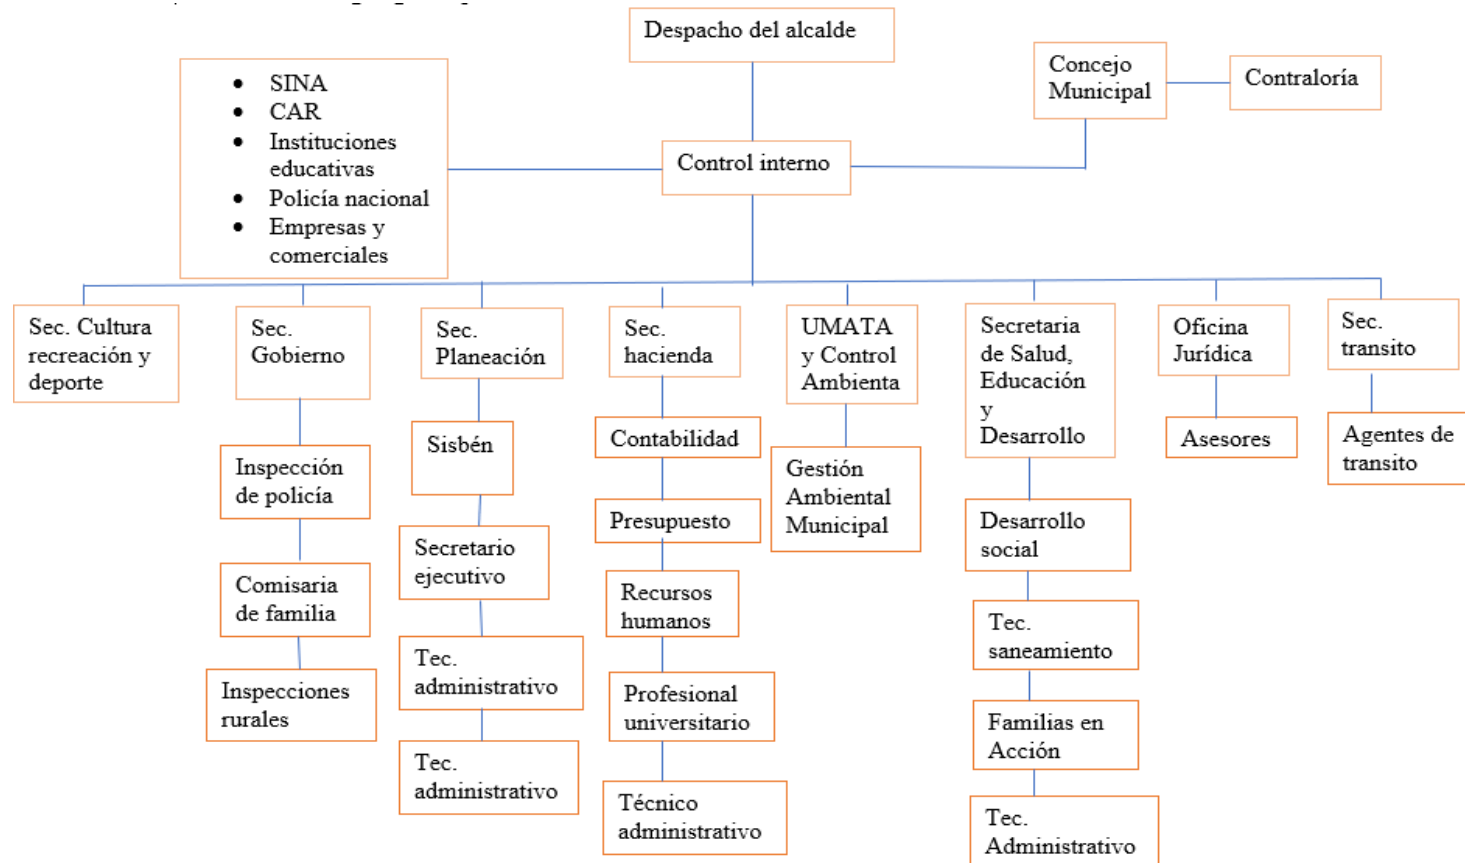 Despacho del alcalde
SINA
CAR
Instituciones
educativas
Policía nacional
Empresas y
comerciales
Concejo
Municipal
Contraloría
Control interno
Sec. Cultura
recreación y
deporte
Sec.
Gobierno
Sec.
Planeación
Sec.
hacienda
UMATA
y Control
Ambienta
Secretaria
de Salud,
Educación
y
Desarrollo
Oficina
Jurídica
Sec.
transito
Inspección
de policía
Comisaria
de familia
Inspecciones
rurales
Sisbén
Secretario
ejecutivo
Tec.
administrativo
Tec.
administrativo
Contabilidad
Presupuesto
Recursos
humanos
Profesional
universitario
Técnico
administrativo
Gestión
Ambiental
Municipal
Desarrollo
social
Tec.
saneamiento
Familias en
Acción
Tec.
Administrativo
Asesores
Agentes de
transito